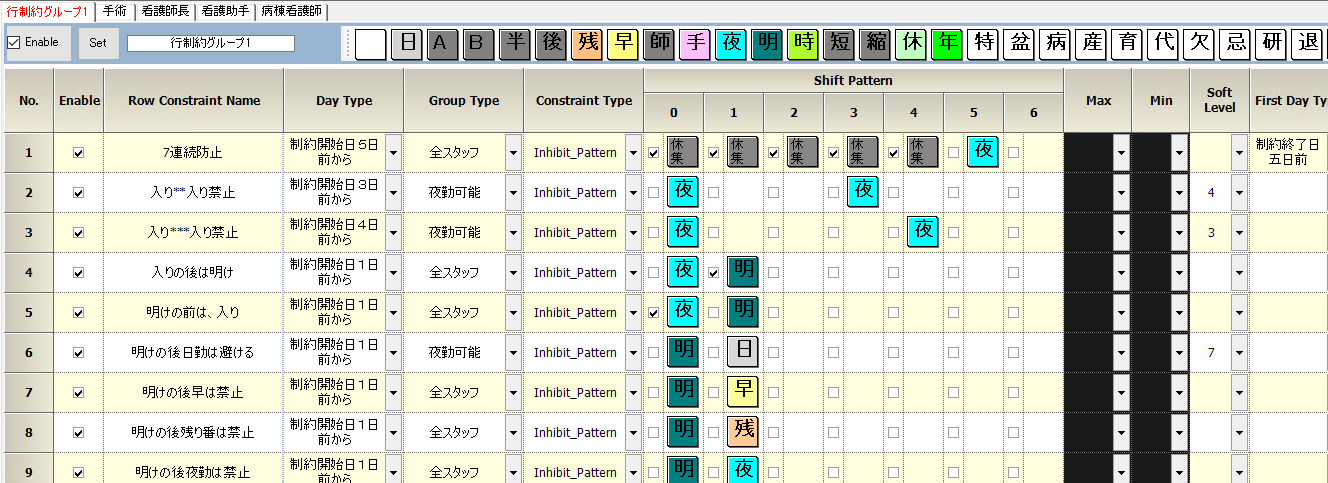 行制約グループ1 手術 看護師長 看護助手 病棟看護師
Enable Set 行制約グループ1 日 A B 半 後 残 早 師 手 夜 明 時 短 縮 休 年 特 盆 病 産 育 代 欠 忌 研 退
No. Enable Row Constraint Name Day Type Group Type Constraint Type Shift Pattern Max Min Soft Level First Day Ty
0 1 2 3 4 5 6
1 7連続防止 制約開始日5日前から 全スタッフ Inhibit_Pattern 休集 休集 休集 休集 休集 夜 制約終了日五日前
2 入り**入り禁止 制約開始日3日前から 夜勤可能 Inhibit_Pattern 夜 夜 4
3 入り***入り禁止 制約開始日4日前から 夜勤可能 Inhibit_Pattern 夜 夜 3
4 入りの後は明け 制約開始日1日前から 全スタッフ Inhibit_Pattern 夜 明
5 明けの前は、入り 制約開始日1日前から 全スタッフ Inhibit_Pattern 夜 明
6 明けの後日勤は避ける 制約開始日1日前から 夜勤可能 Inhibit_Pattern 明 日 7
7 明けの後早は禁止 制約開始日1日前から 全スタッフ Inhibit_Pattern 明 早
8 明けの後残り番は禁止 制約開始日1日前から 全スタッフ Inhibit_Pattern 明 残
9 明けの後夜勤は禁止 制約開始日1日前から 全スタッフ Inhibit_Pattern 明 夜